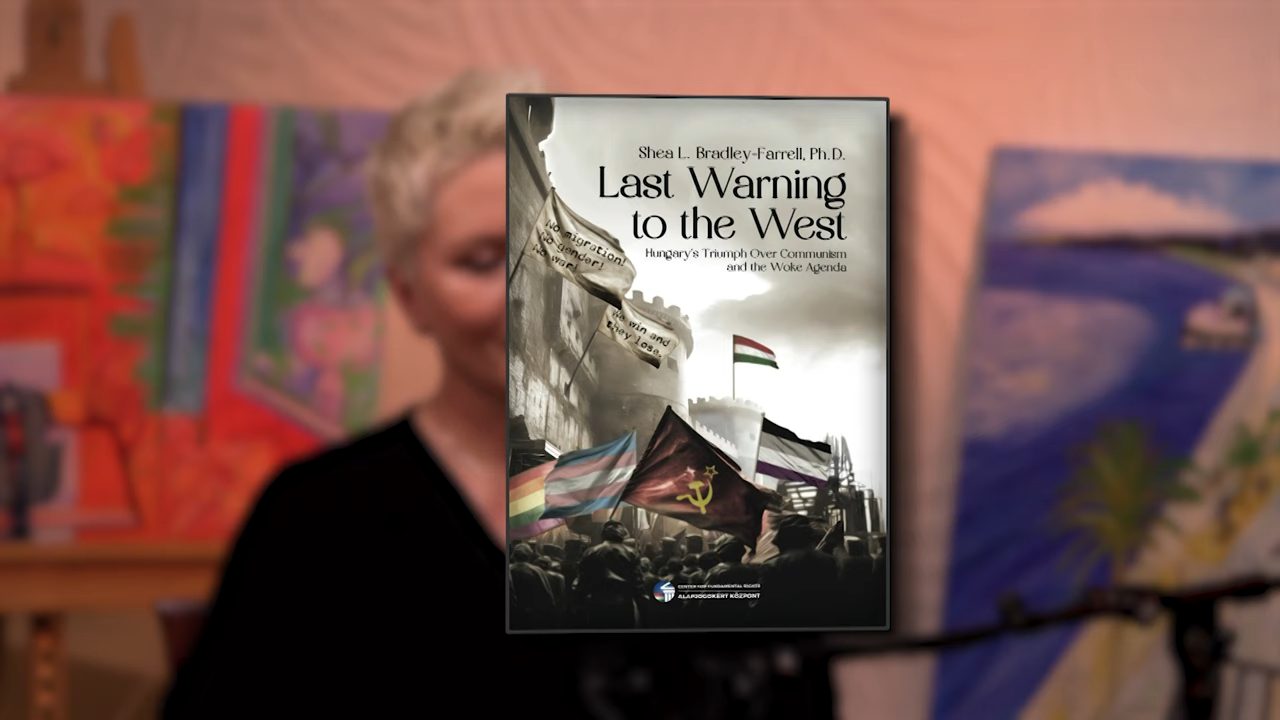 Shea L. Bradley-Farrell, Ph.D.
Last Warning
to the West
Hungary's Triumph Over Communism
and the Woke Agenda
No migration!
No gender!
No war!
We win and
they lose.
CENTER FOR FUNDAMENTAL RIGHTS
ALAPJOGOKÉRT KÖZPONT